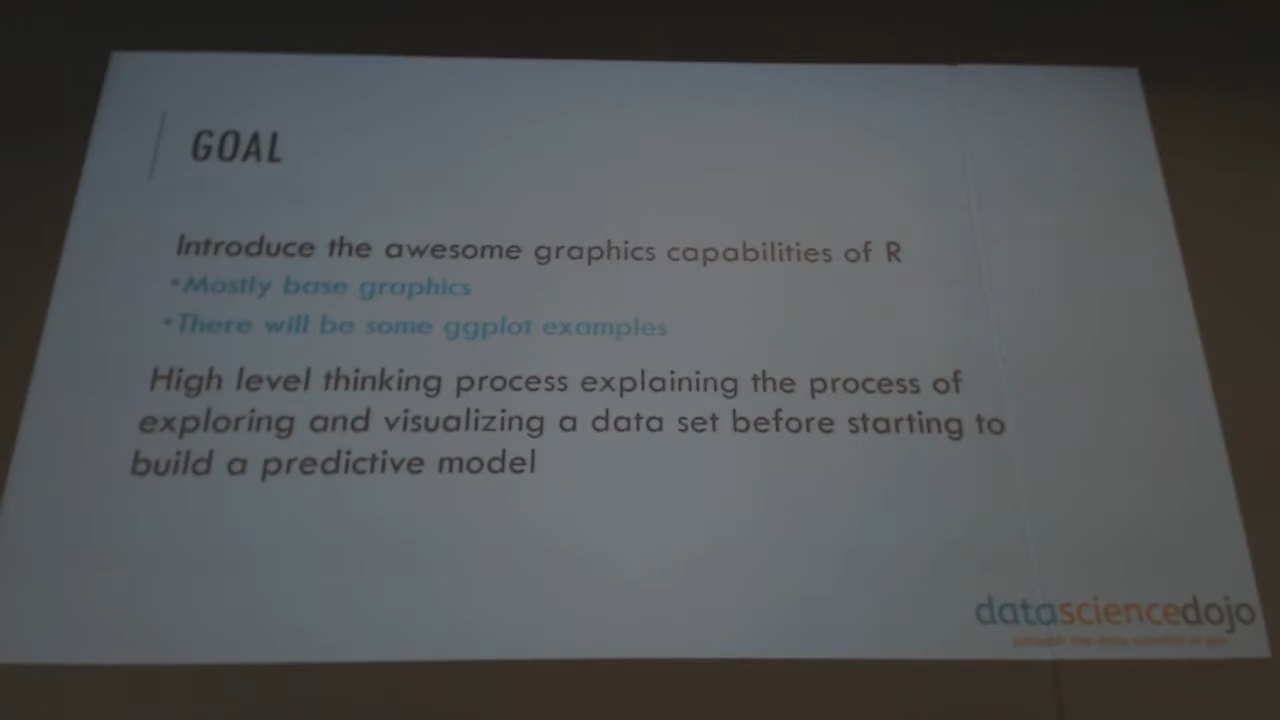 GOAL
Introduce the awesome graphics capabilities of R
•Mostly base graphics
•There will be some ggplot examples
High level thinking process explaining the process of
exploring and visualizing a data set before starting to
build a predictive model
datasciencedojo